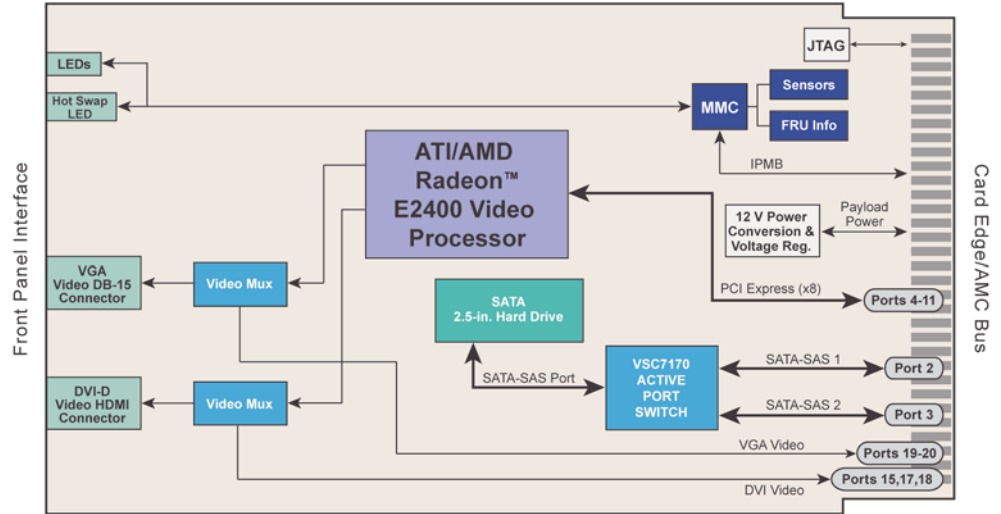 JTAG
LEDs
Hot Swap
LED
MMC
Sensors
FRU Info
IPMB
ATI/AMD
Radeon™
E2400 Video
Processor
12 V Power
Conversion &
Voltage Reg.
Payload
Power
Front Panel Interface
Card Edge/AMC Bus
VGA
Video DB-15
Connector
Video Mux
PCI Express (x8)
Ports 4-11
SATA
2.5-in. Hard Drive
SATA-SAS Port
VSC7170
ACTIVE
PORT
SWITCH
SATA-SAS 1
Port 2
SATA-SAS 2
Port 3
DVI-D
Video HDMI
Connector
Video Mux
VGA Video
Ports 19-20
DVI Video
Ports 15,17,18